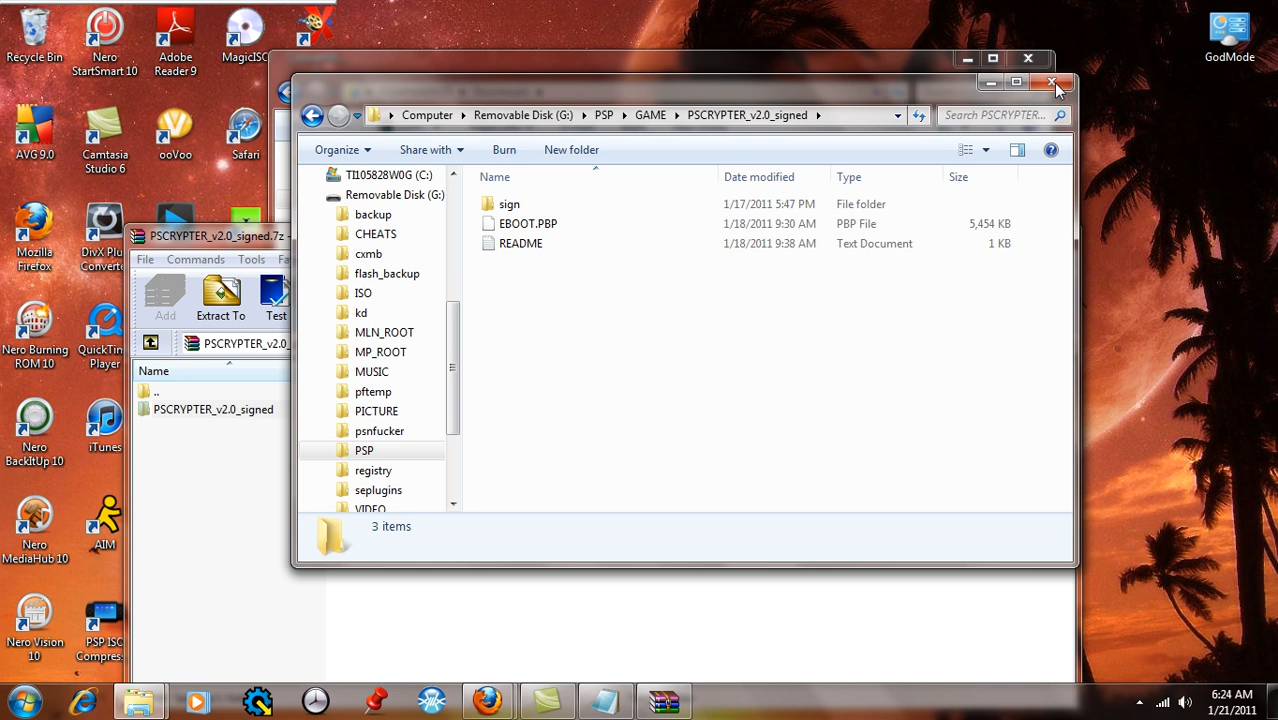 Recycle Bin
Nero StartSmart 10
Adobe Reader 9
MagicISO
GodMode
AVG 9.0
Camtasia Studio 6
ooVoo
Safari
Mozilla Firefox
DivX Plus Converte
Nero Burning ROM 10
QuickTime Player
Nero BackItUp 10
iTunes
Nero MediaHub 10
AIM
Nero Vision 10
PSP ISO Compress
PSCRYPTER_v2.0_signed.7z -
File Commands Tools Fa
Add Extract To Test
PSCRYPTER_v2.0_
Name
..
PSCRYPTER_v2.0_signed
Computer Removable Disk (G:) PSP GAME PSCRYPTER_v2.0_signed
Search PSCRYPTER...
Organize Share with Burn New folder
TI105828W0G (C:)
Removable Disk (G:)
backup
CHEATS
cxmb
flash_backup
ISO
kd
MLN_ROOT
MP_ROOT
MUSIC
pftemp
PICTURE
psnfucker
PSP
registry
seplugins
VIDEO
Name Date modified Type Size
sign 1/17/2011 5:47 PM File folder
EBOOT.PBP 1/18/2011 9:30 AM PBP File 5,454 KB
README 1/18/2011 9:38 AM Text Document 1 KB
3 items
6:24 AM
1/21/2011